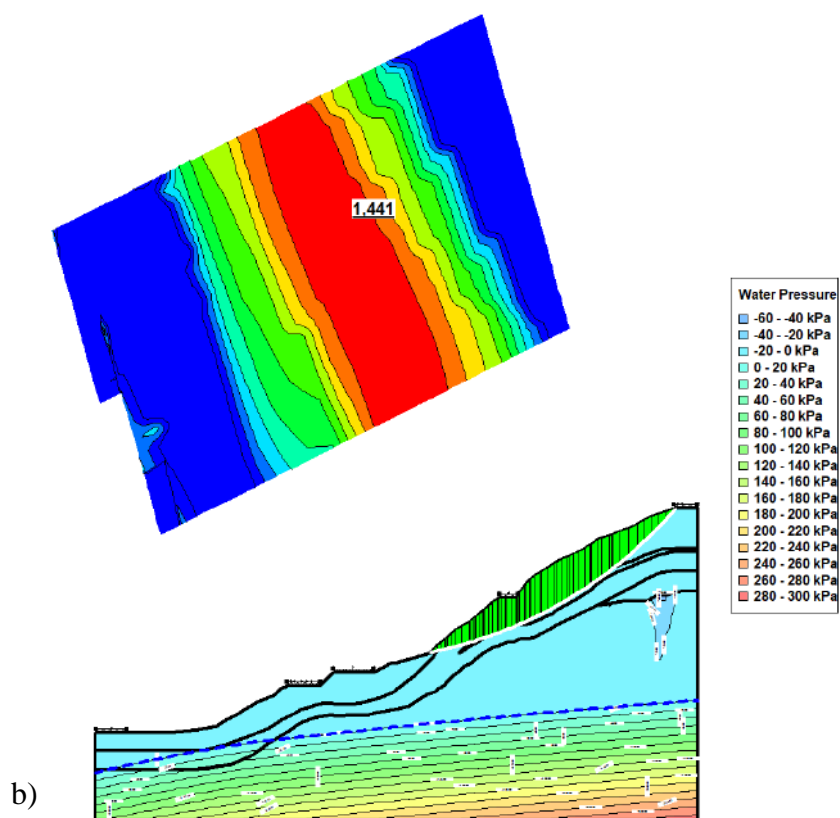 1,441
Water Pressure
-60 - -40 kPa
-40 - -20 kPa
-20 - 0 kPa
0 - 20 kPa
20 - 40 kPa
40 - 60 kPa
60 - 80 kPa
80 - 100 kPa
100 - 120 kPa
120 - 140 kPa
140 - 160 kPa
160 - 180 kPa
180 - 200 kPa
200 - 220 kPa
220 - 240 kPa
240 - 260 kPa
260 - 280 kPa
280 - 300 kPa
b)